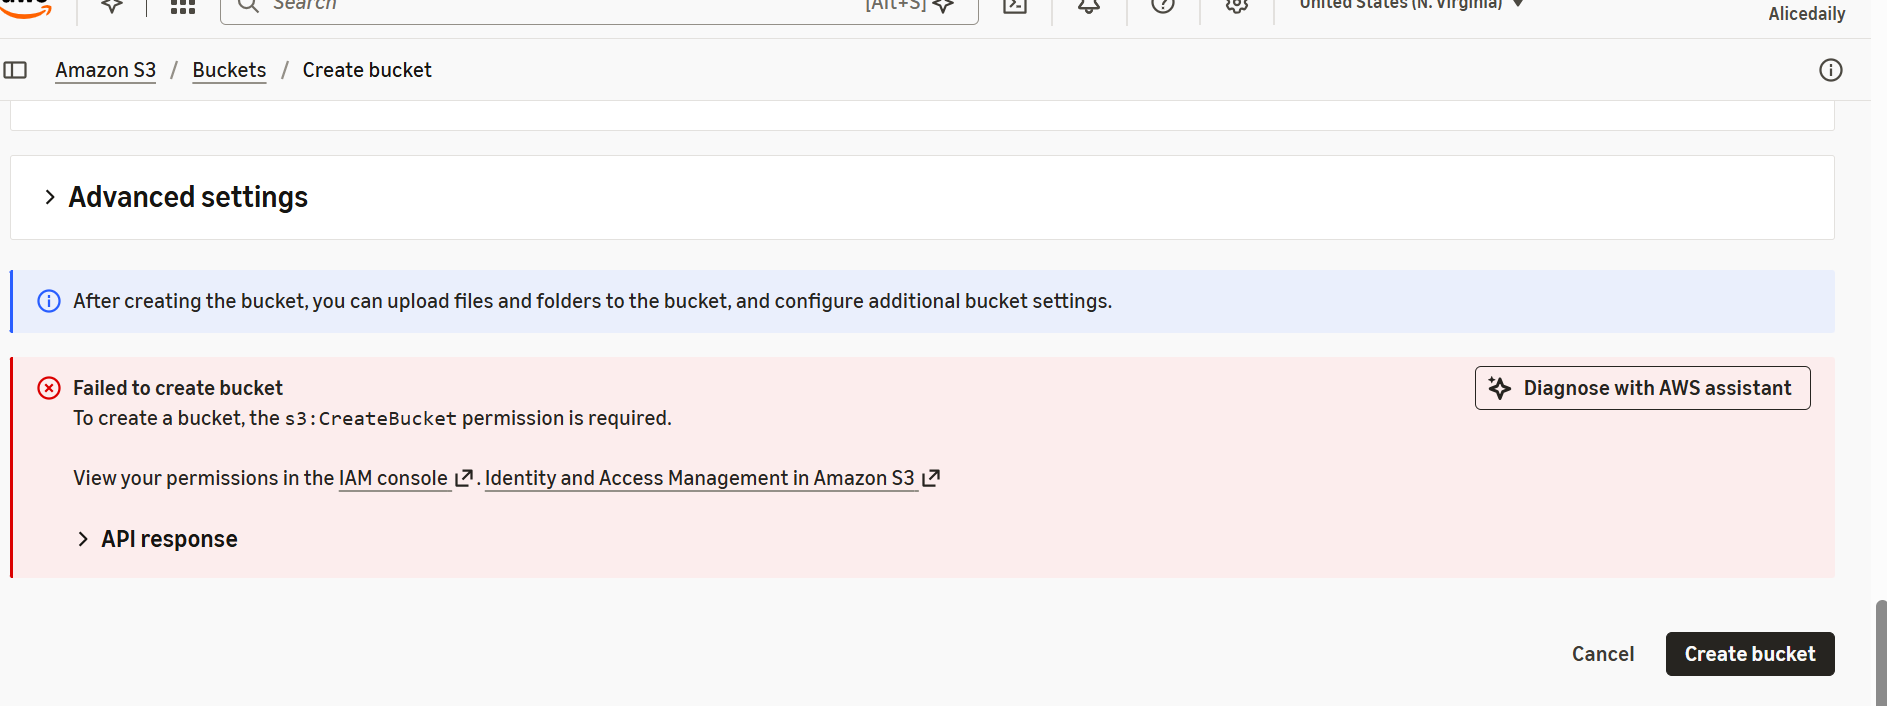 aws
Search
[Alt+S]
United States (N. Virginia)
Alicedaily
Amazon S3 / Buckets / Create bucket
Advanced settings
After creating the bucket, you can upload files and folders to the bucket, and configure additional bucket settings.
Failed to create bucket
Diagnose with AWS assistant
To create a bucket, the s3:CreateBucket permission is required.
View your permissions in the IAM console . Identity and Access Management in Amazon S3
API response
Cancel
Create bucket